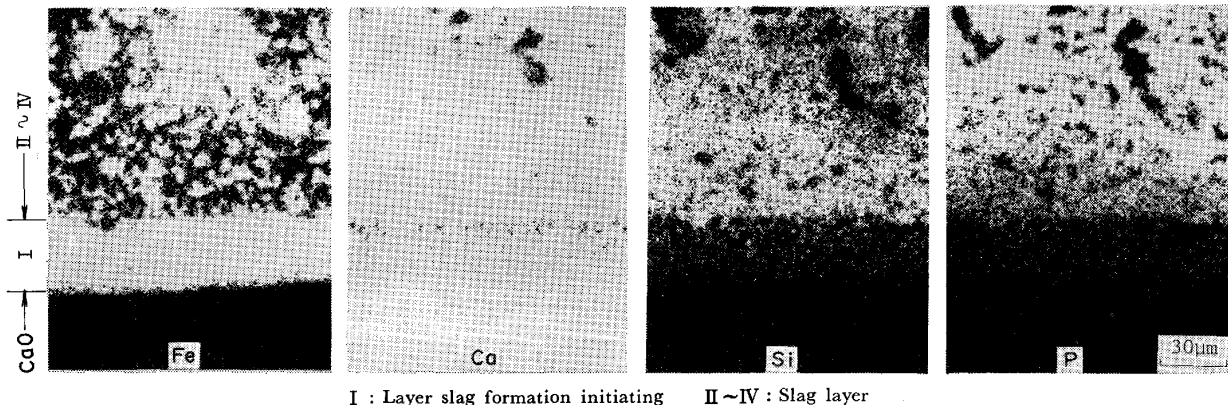 II ~ IV
I
CaO
Fe
Ca
Si
P
30μm
I : Layer slag formation initiating II ~ IV : Slag layer